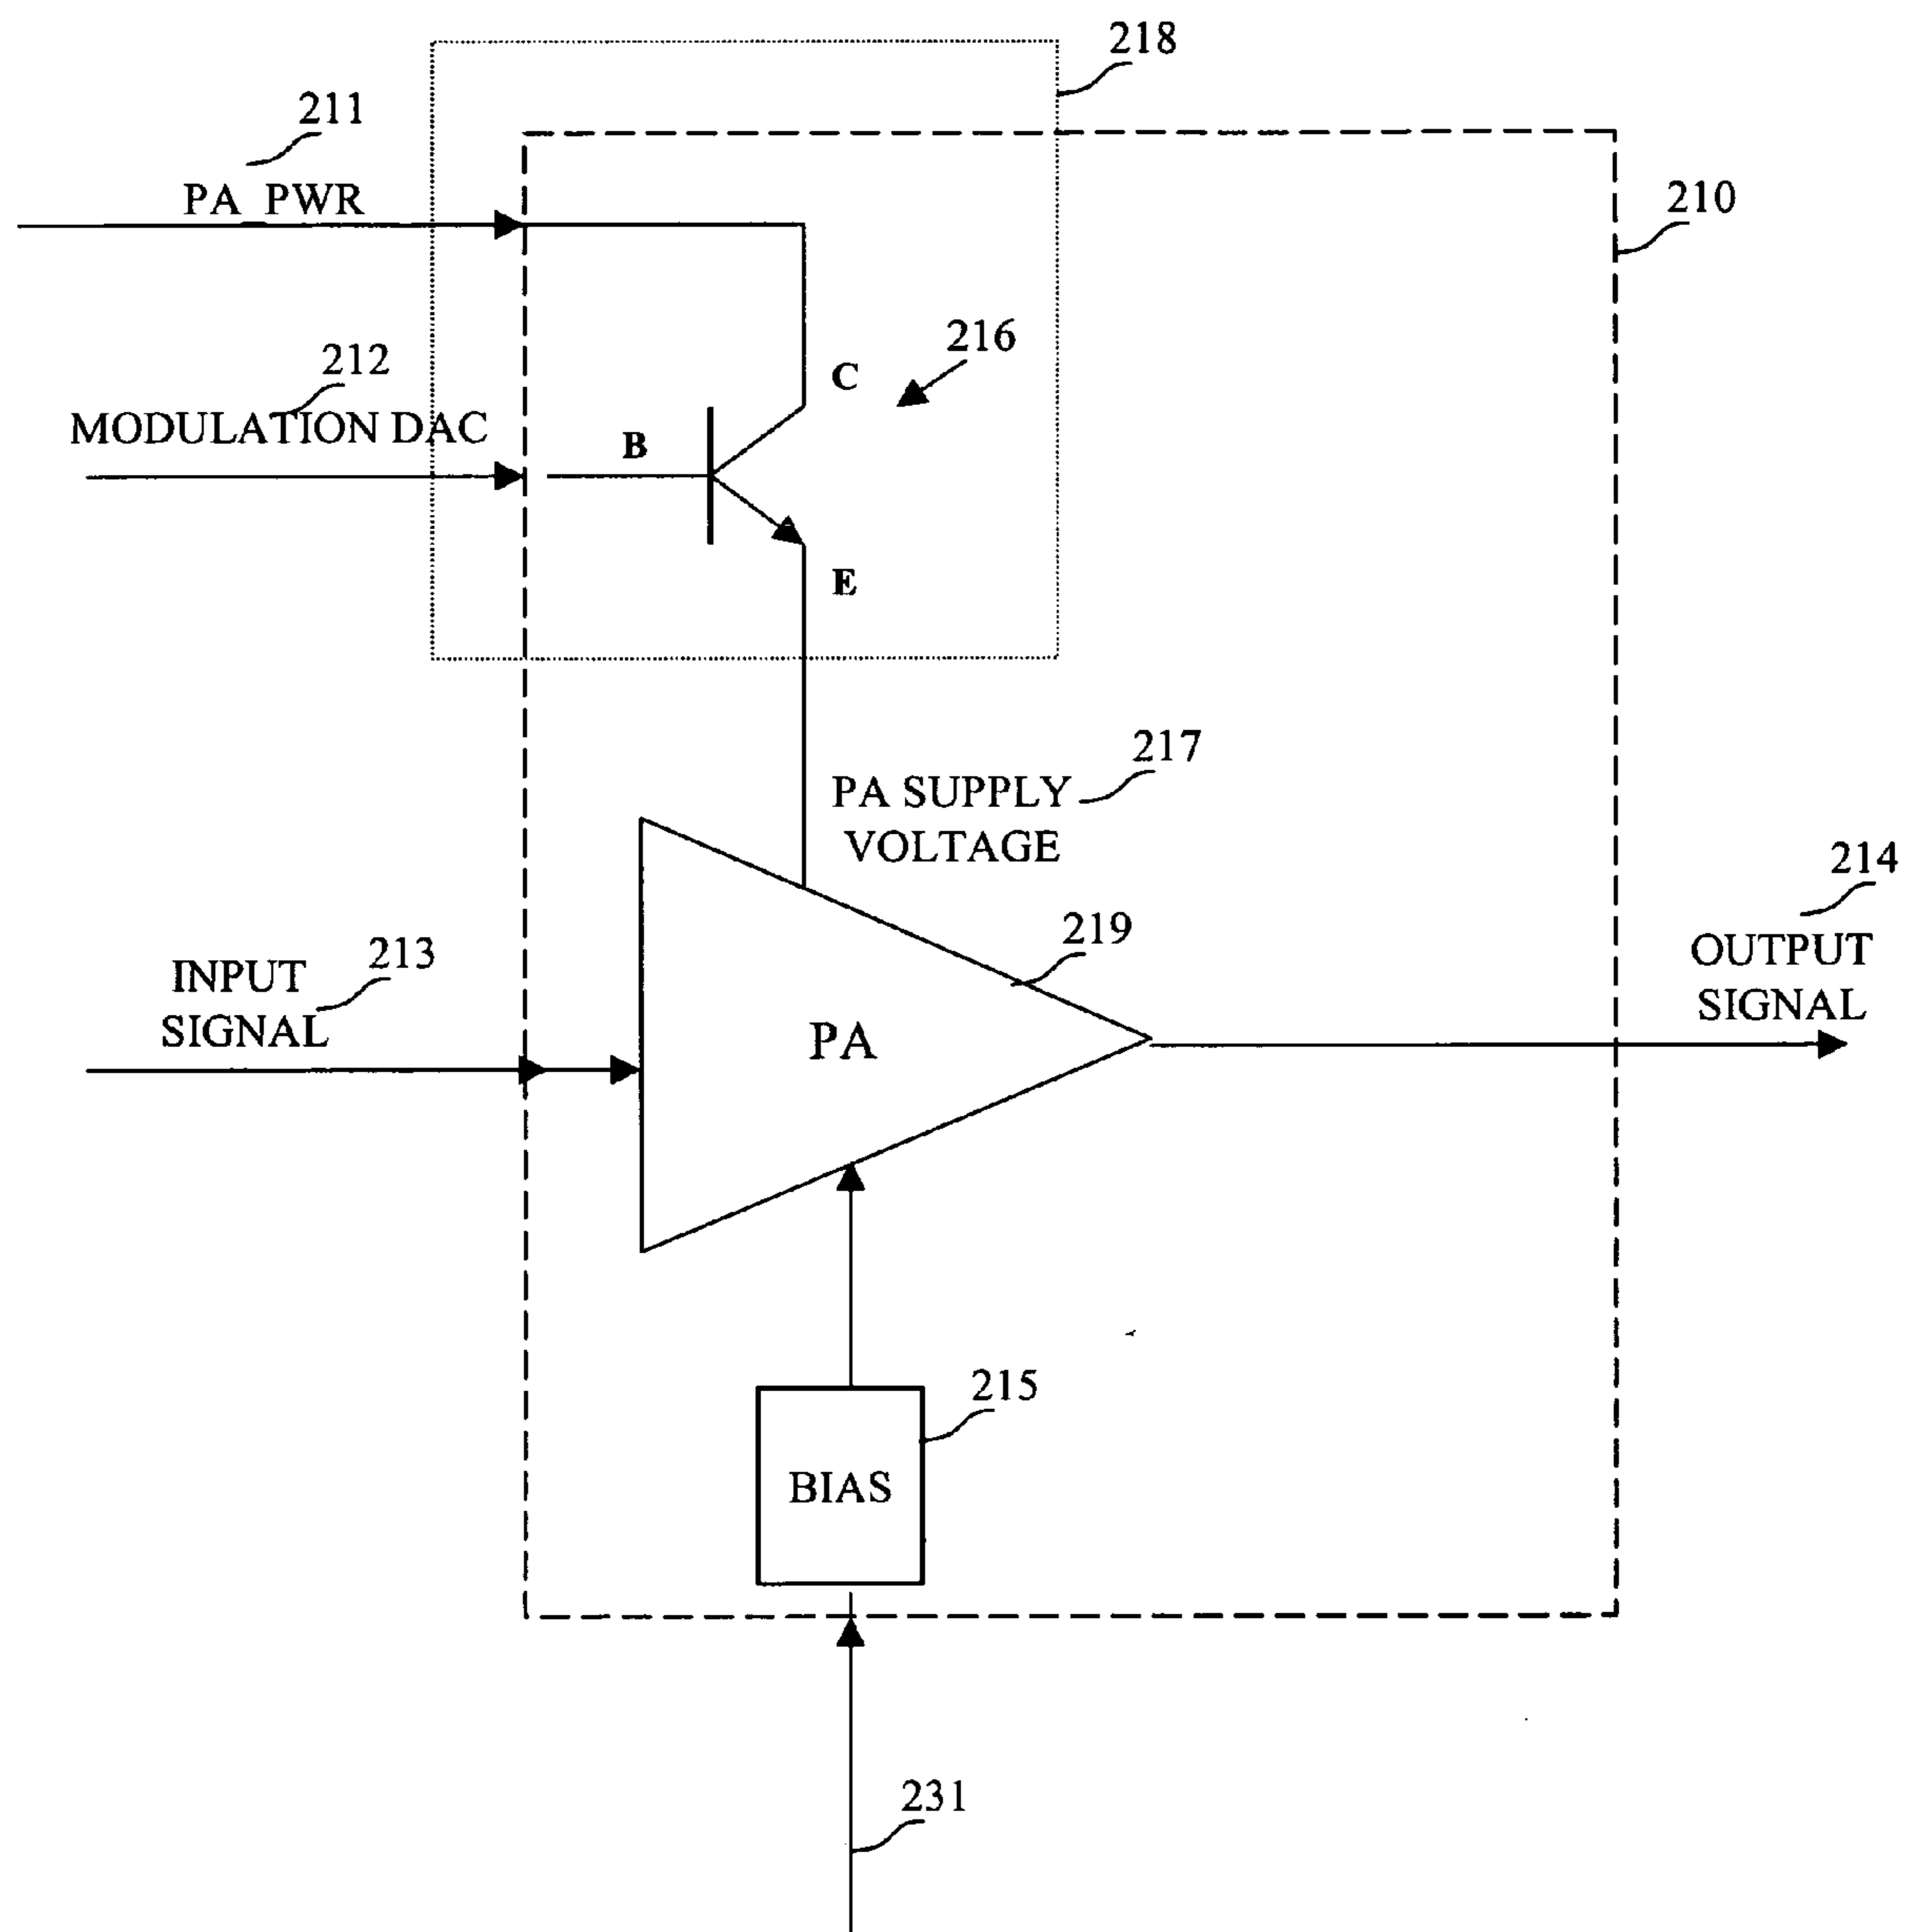 218
211
PA_PWR
210
216
212
C
MODULATION DAC
B
E
217
PA SUPPLY
VOLTAGE
214
219
OUTPUT
SIGNAL
213
INPUT
SIGNAL
PA
215
BIAS
231